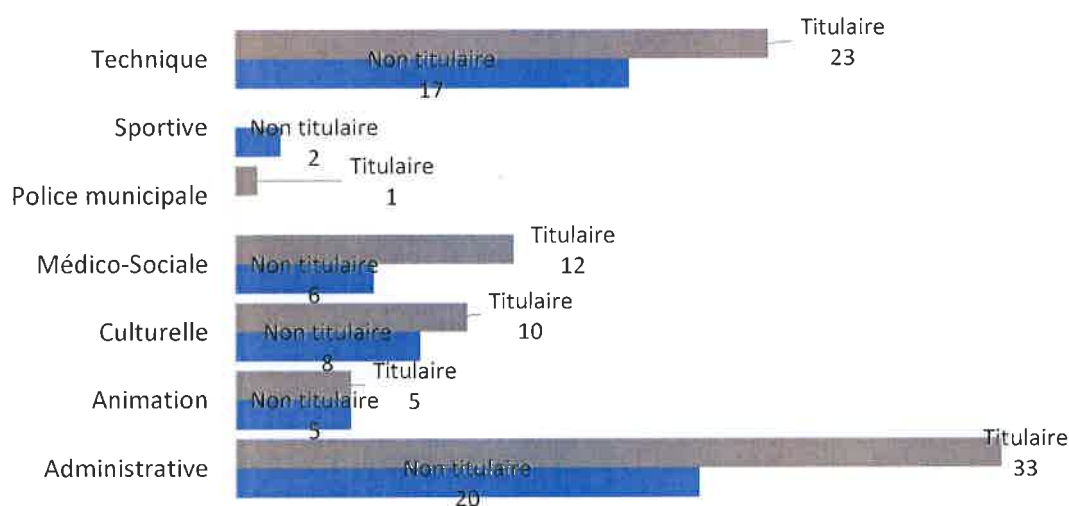 Titulaire
23
Technique
Non titulaire
17
Sportive
Non titulaire
2
Titulaire
1
Police municipale
Titulaire
12
Médico-Sociale
Non titulaire
6
Titulaire
10
Culturelle
Non titulaire
8
Titulaire
5
Animation
Non titulaire
5
Titulaire
33
Administrative
Non titulaire
20